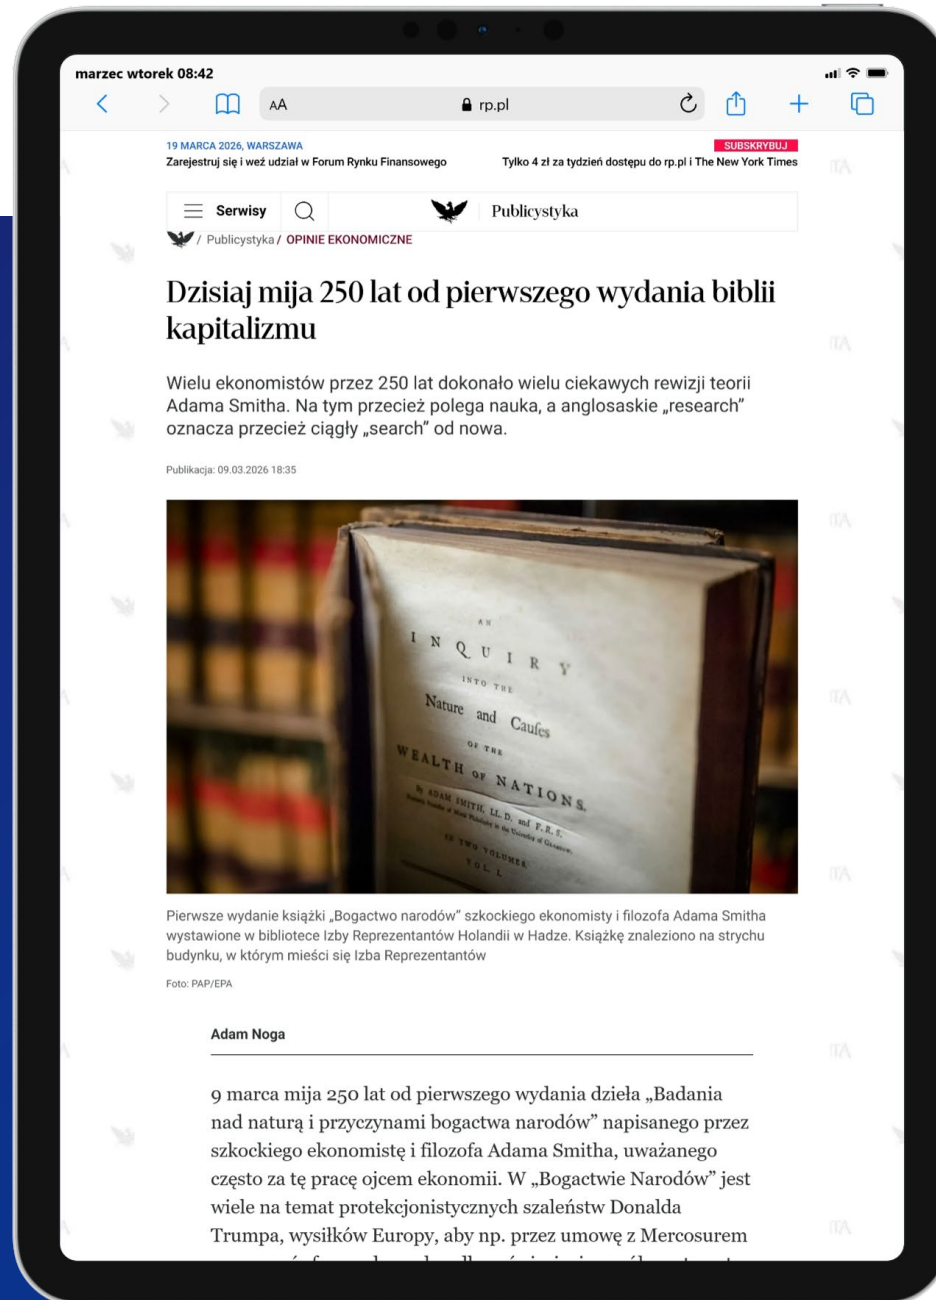 marzec wtorek 08:42
AA
rp.pl
19 MARCA 2026, WARSZAWA
Zarejestruj się i weź udział w Forum Rynku Finansowego
SUBSKRYBUJ
Tylko 4 zł za tydzień dostępu do rp.pl i The New York Times
Serwisy
Publicystyka
/ Publicystyka / OPINIE EKONOMICZNE
Dzisiaj mija 250 lat od pierwszego wydania biblii
kapitalizmu
Wielu ekonomistów przez 250 lat dokonało wielu ciekawych rewizji teorii
Adama Smitha. Na tym przecież polega nauka, a anglosaskie „research”
oznacza przecież ciągły „search” od nowa.
Publikacja: 09.03.2026 18:35
AN
INQUIRY
INTO THE
Nature and Cauſes
OF THE
WEALTH OF NATIONS.
By ADAM SMITH, LL. D. and F. R. S.
IN TWO VOLUMES.
VOL. I.
Pierwsze wydanie książki „Bogactwo narodów” szkockiego ekonomisty i filozofa Adama Smitha
wystawione w bibliotece Izby Reprezentantów Holandii w Hadze. Książkę znaleziono na strychu
budynku, w którym mieści się Izba Reprezentantów
Foto: PAP/EPA
Adam Noga
9 marca mija 250 lat od pierwszego wydania dzieła „Badania
nad naturą i przyczynami bogactwa narodów” napisanego przez
szkockiego ekonomistę i filozofa Adama Smitha, uważanego
często za tę pracę ojcem ekonomii. W „Bogactwie Narodów” jest
wiele na temat protekcjonistycznych szaleństw Donalda
Trumpa, wysiłków Europy, aby np. przez umowę z Mercosurem